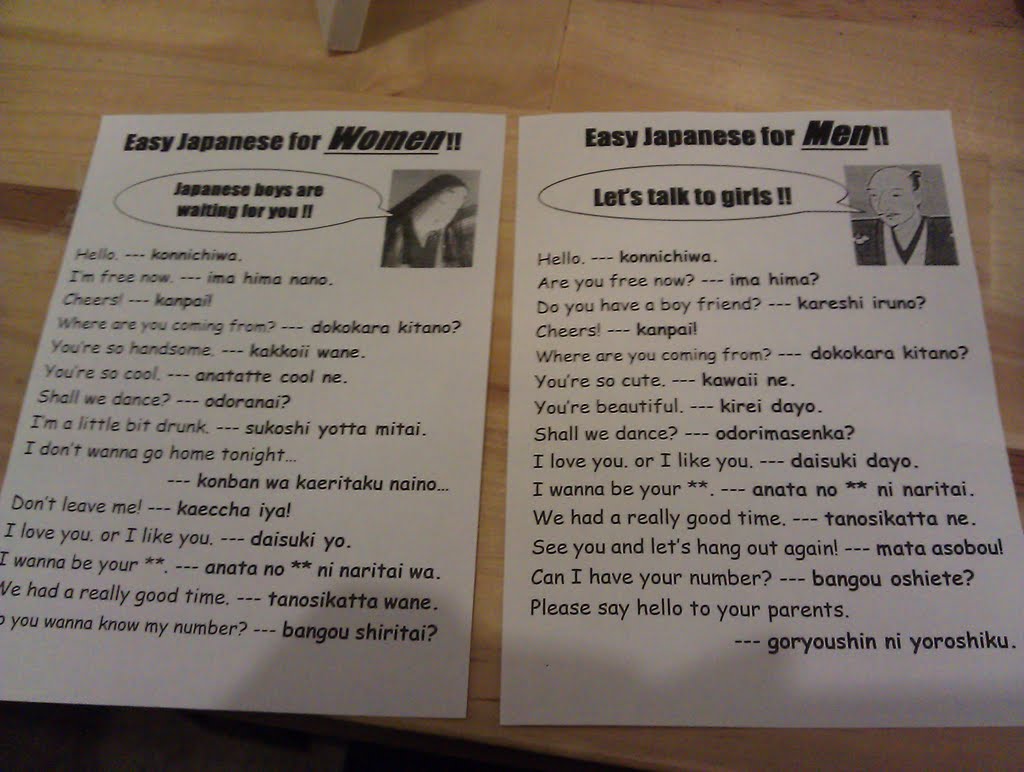 Easy Japanese for Women!!
Japanese boys are
waiting for you !!
Hello. --- konnichiwa.
I'm free now. --- ima hima nano.
Cheers! --- kanpai!
Where are you coming from? --- dokokara kitano?
You're so handsome. --- kakkoii wane.
You're so cool. --- anatatte cool ne.
Shall we dance? --- odoranai?
I'm a little bit drunk. --- sukoshi yotta mitai.
I don't wanna go home tonight...
--- konban wa kaeritaku naino...
Don't leave me! --- kaeccha iya!
I love you. or I like you. --- daisuki yo.
I wanna be your **. --- anata no ** ni naritai wa.
We had a really good time. --- tanosikatta wane.
o you wanna know my number? --- bangou shiritai?
Easy Japanese for Men!!
Let's talk to girls !!
Hello. --- konnichiwa.
Are you free now? --- ima hima?
Do you have a boy friend? --- kareshi iruno?
Cheers! --- kanpai!
Where are you coming from? --- dokokara kitano?
You're so cute. --- kawaii ne.
You're beautiful. --- kirei dayo.
Shall we dance? --- odorimasenka?
I love you. or I like you. --- daisuki dayo.
I wanna be your **. --- anata no ** ni naritai.
We had a really good time. --- tanosikatta ne.
See you and let's hang out again! --- mata asobou!
Can I have your number? --- bangou oshiete?
Please say hello to your parents.
--- goryoushin ni yoroshiku.